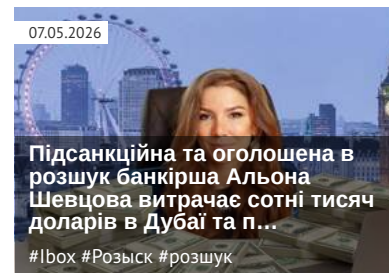 07.05.2026
Підсанкційна та оголошена в
розшук банкірша Альона
Шевцова витрачає сотні тисяч
доларів в Дубаї та п...
#Ibox #Розыск #розшук